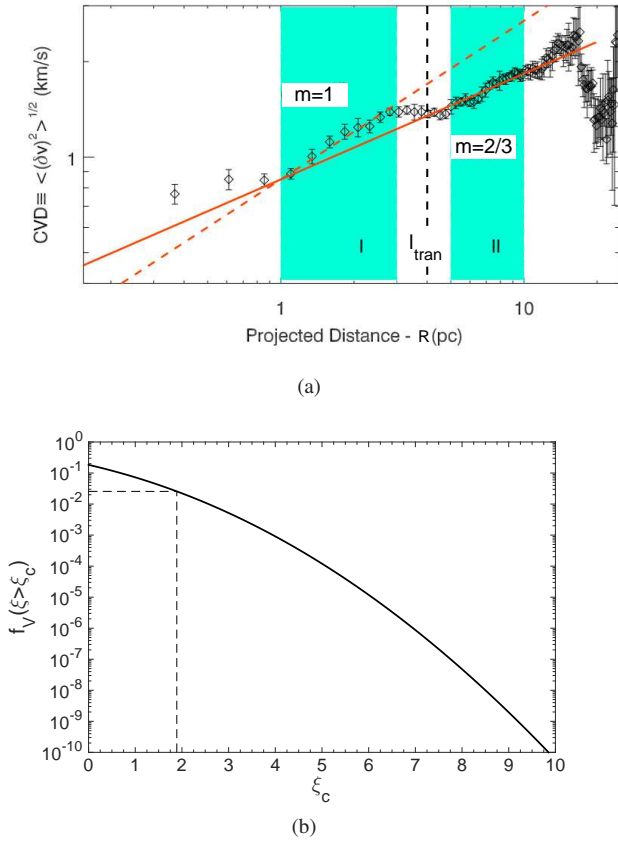 CVD≡ <(δv)²>^1/2 (km/s)
1
m=1
m=2/3
I
I_tran
II
1
10
Projected Distance - R(pc)
(a)
f_V(ξ>ξ_c)
10^0
10^-1
10^-2
10^-3
10^-4
10^-5
10^-6
10^-7
10^-8
10^-9
10^-10
0 1 2 3 4 5 6 7 8 9 10
ξ_c
(b)